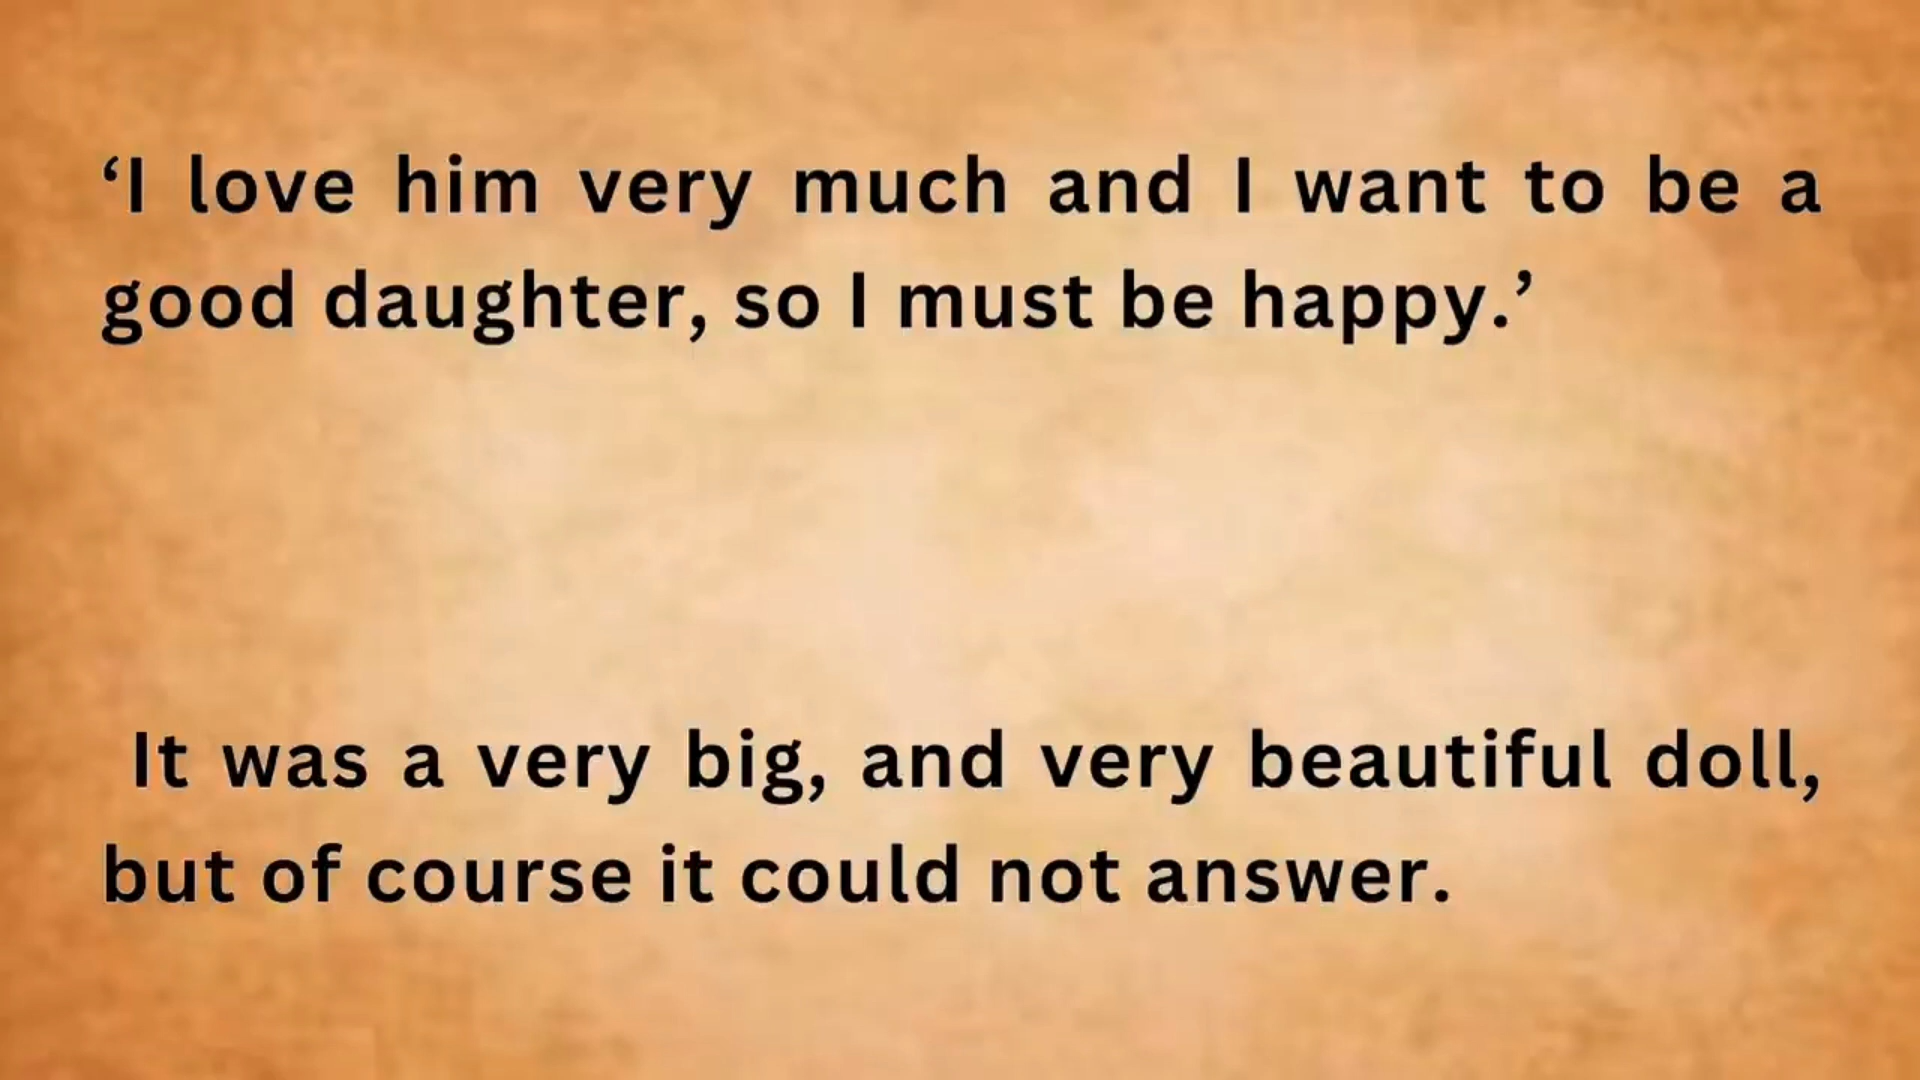 ‘I love him very much and I want to be a
good daughter, so I must be happy.’
It was a very big, and very beautiful doll,
but of course it could not answer.